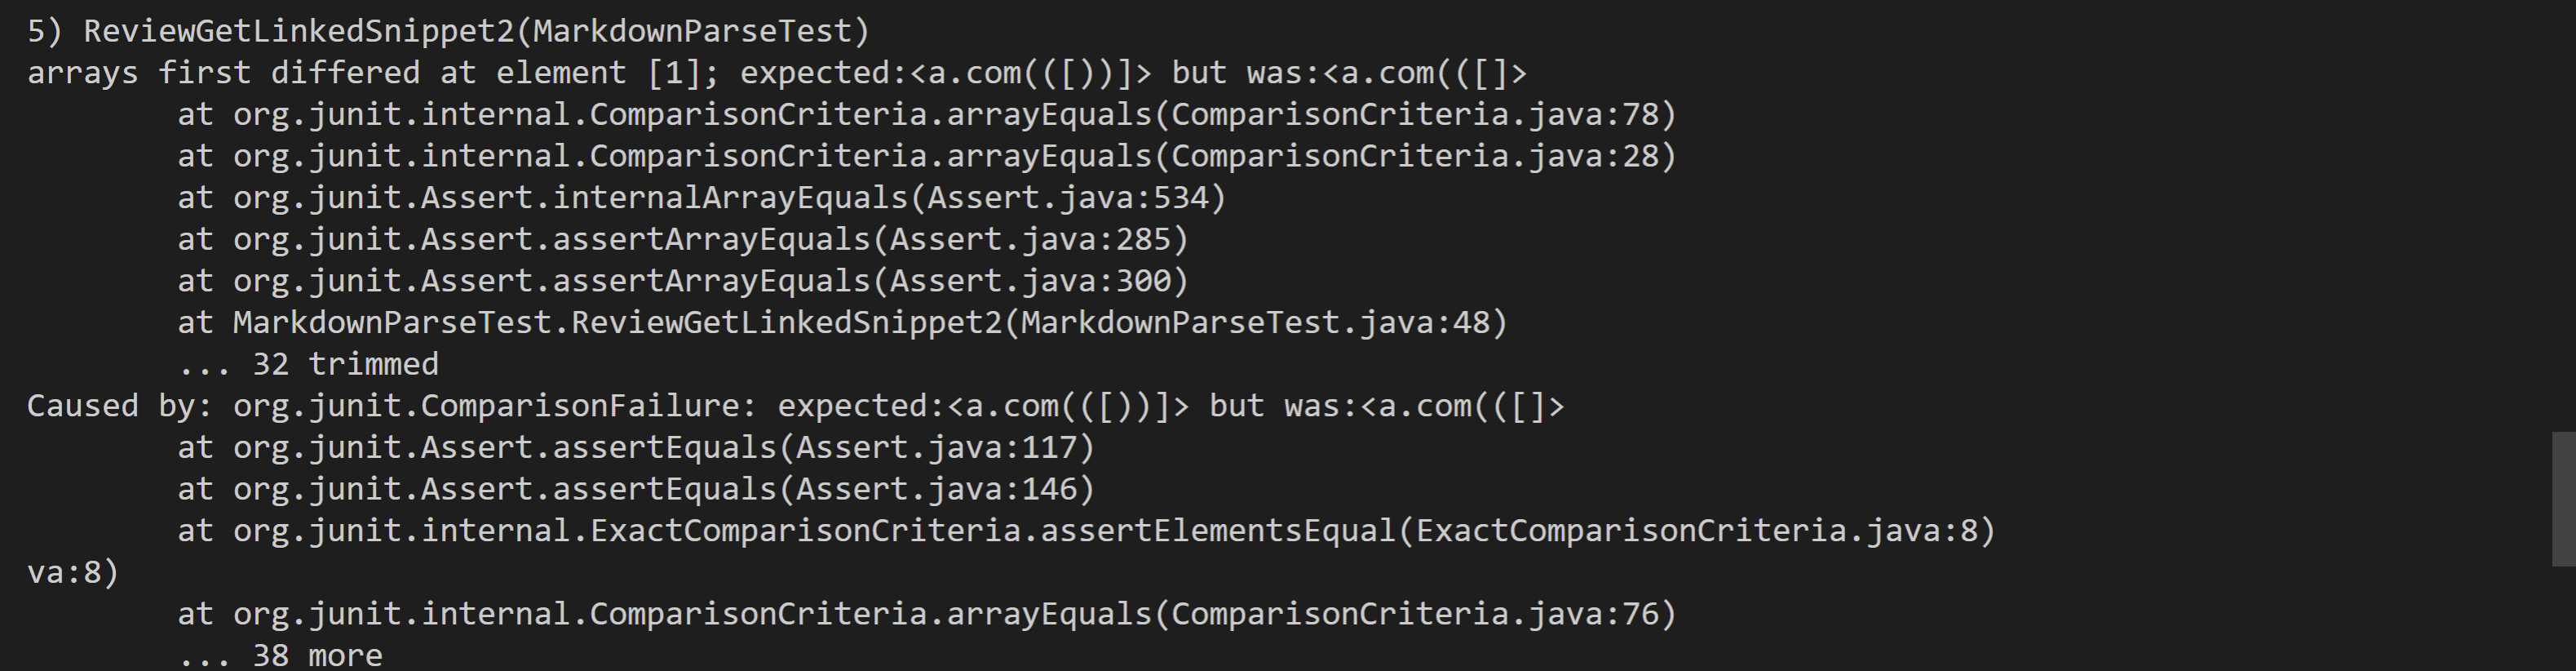 5) ReviewGetLinkedSnippet2(MarkdownParseTest)
arrays first differed at element [1]; expected:<a.com(([))]> but was:<a.com(([]>
at org.junit.internal.ComparisonCriteria.arrayEquals(ComparisonCriteria.java:78)
at org.junit.internal.ComparisonCriteria.arrayEquals(ComparisonCriteria.java:28)
at org.junit.Assert.internalArrayEquals(Assert.java:534)
at org.junit.Assert.assertArrayEquals(Assert.java:285)
at org.junit.Assert.assertArrayEquals(Assert.java:300)
at MarkdownParseTest.ReviewGetLinkedSnippet2(MarkdownParseTest.java:48)
... 32 trimmed
Caused by: org.junit.ComparisonFailure: expected:<a.com(([))]> but was:<a.com(([]>
at org.junit.Assert.assertEquals(Assert.java:117)
at org.junit.Assert.assertEquals(Assert.java:146)
at org.junit.internal.ExactComparisonCriteria.assertElementsEqual(ExactComparisonCriteria.java:8)
va:8)
at org.junit.internal.ComparisonCriteria.arrayEquals(ComparisonCriteria.java:76)
... 38 more